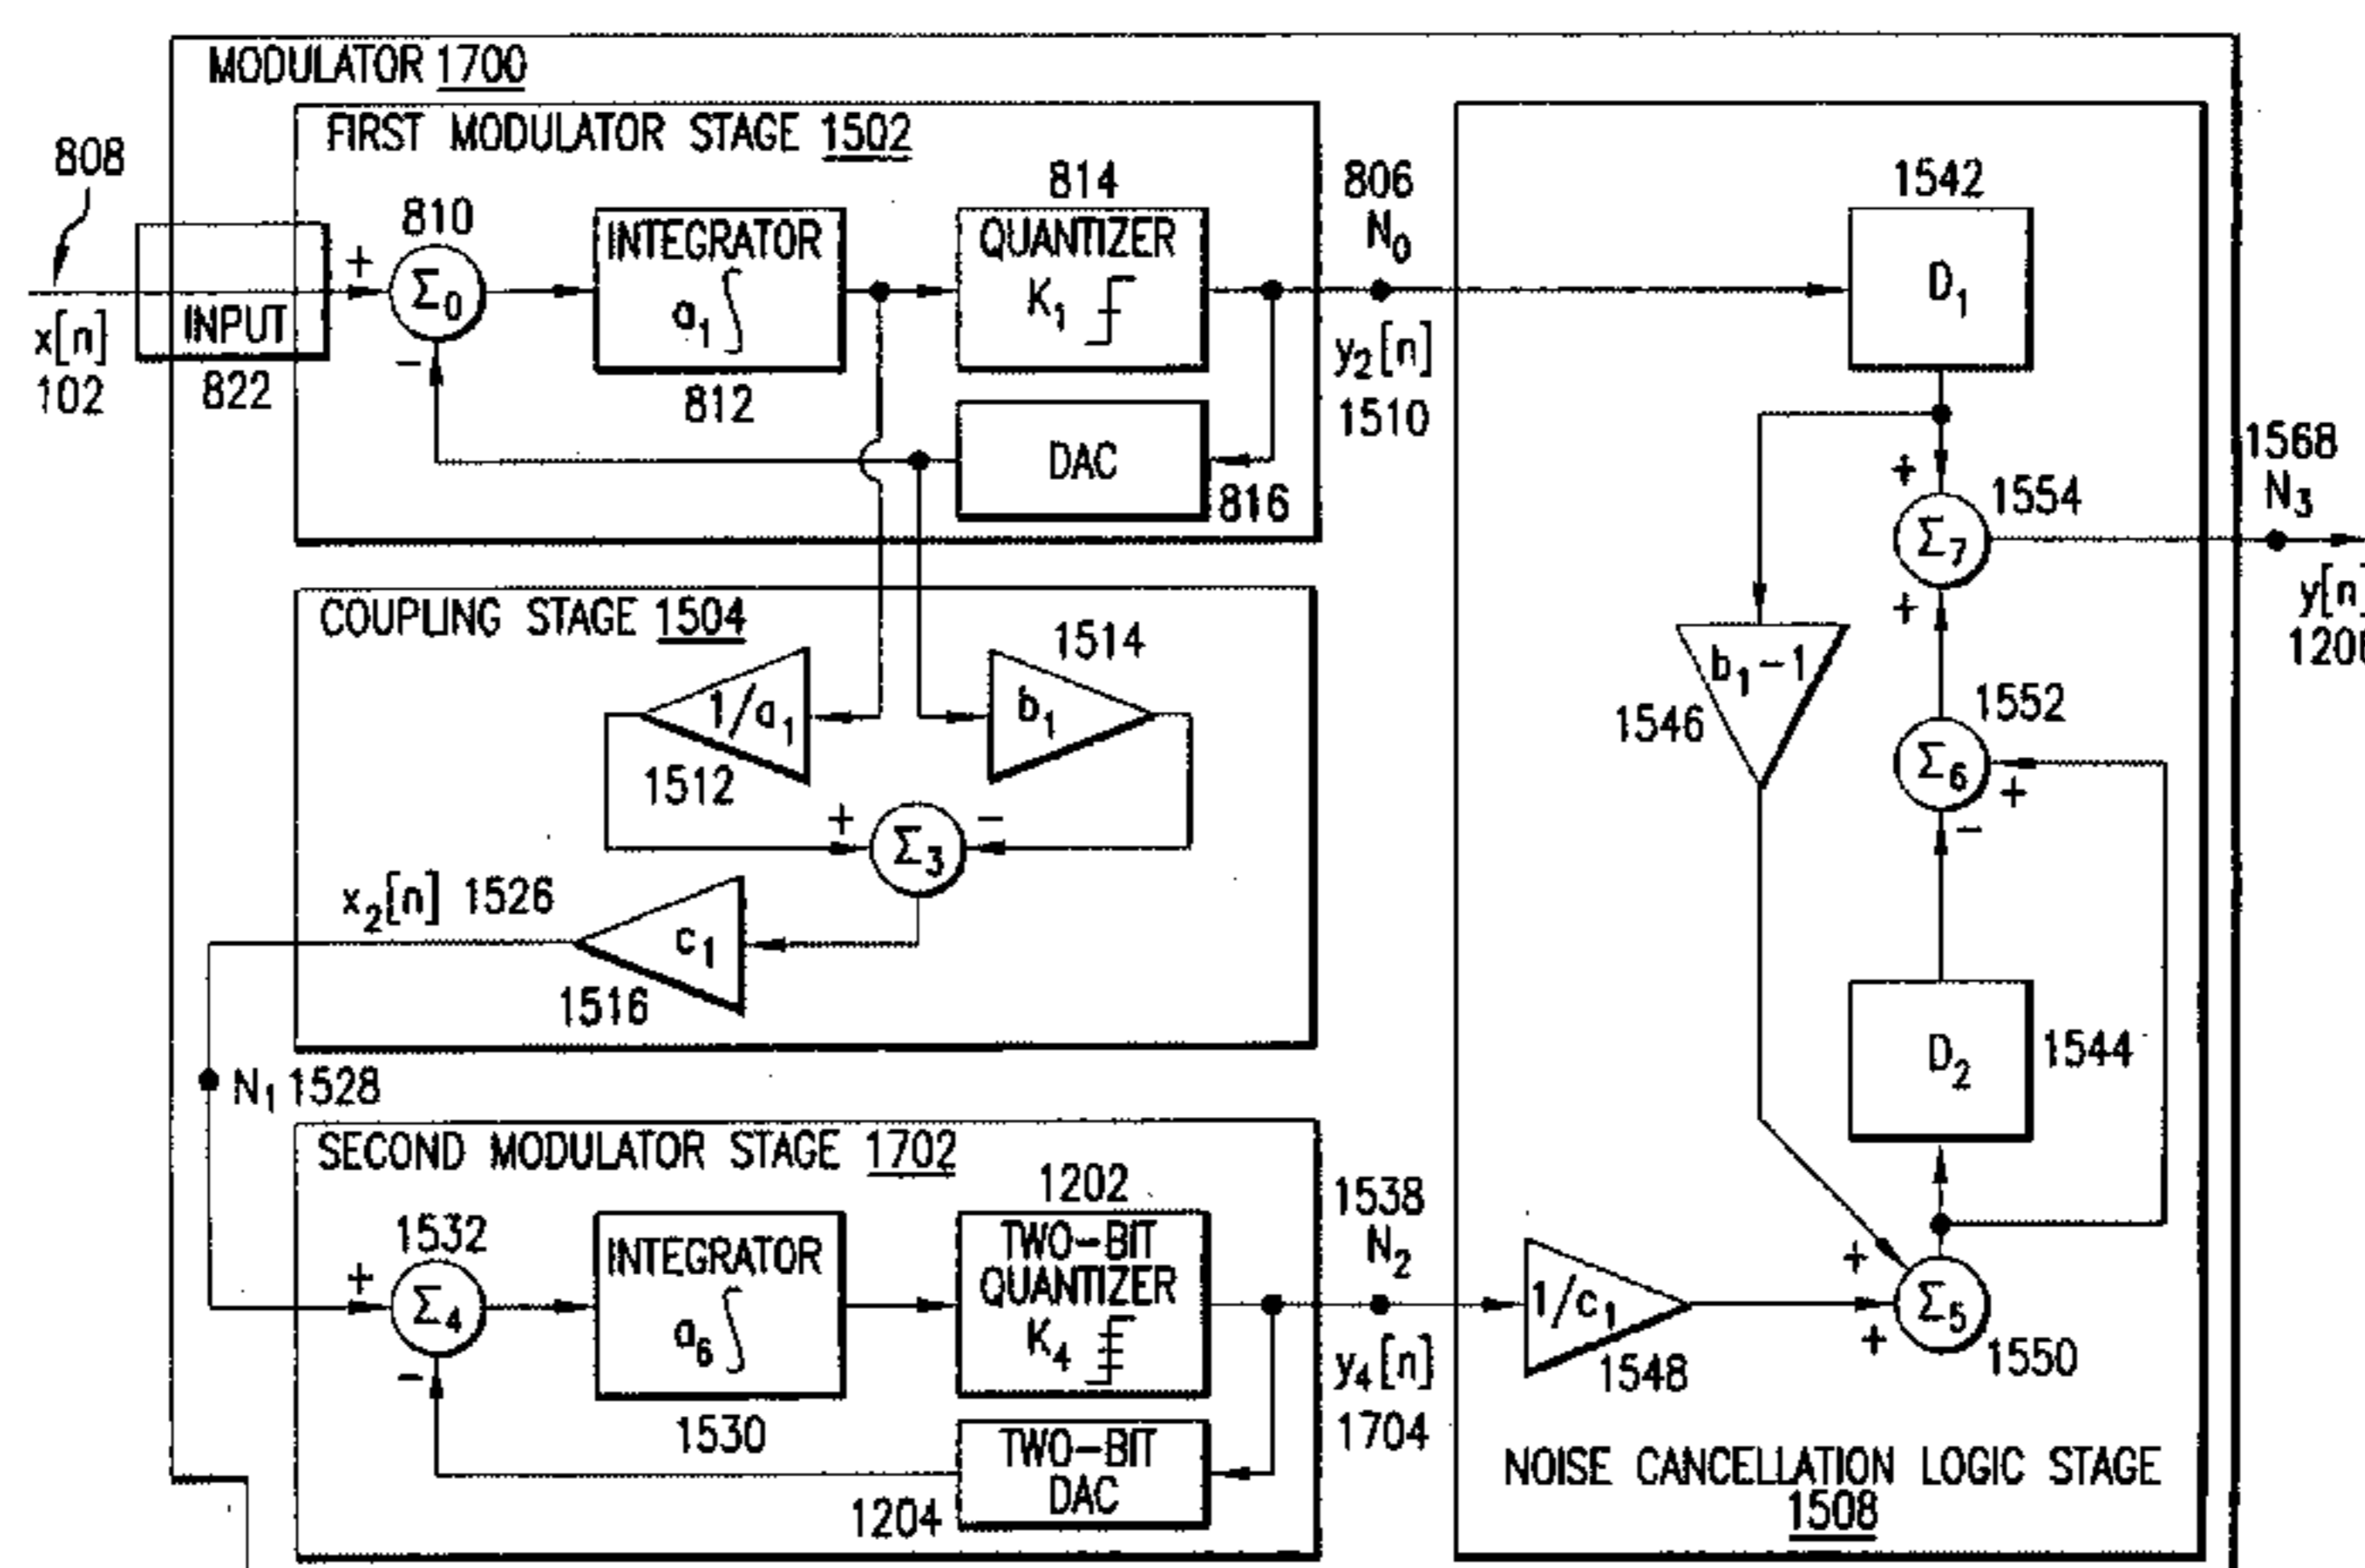 MODULATOR 1700
FIRST MODULATOR STAGE 1502
808
810
Σ0
+
-
INPUT
822
x[n]
102
INTEGRATOR
a1 ∫
812
814
QUANTIZER
K1
DAC
816
806
N0
y2[n]
1510
COUPLING STAGE 1504
1/a1
1512
1514
b1
+
Σ3
-
x2[n] 1526
c1
1516
N1 1528
SECOND MODULATOR STAGE 1702
1532
+
Σ4
-
INTEGRATOR
a6 ∫
1530
1202
TWO-BIT
QUANTIZER
K4
TWO-BIT
DAC
1204
1538
N2
y4[n]
1704
1542
D1
+
Σ7
1554
+
b1-1
1546
1552
Σ6
+
-
D2
1544
1/c1
1548
+
+
Σ5
1550
NOISE CANCELLATION LOGIC STAGE
1508
1568
N3
y[n]